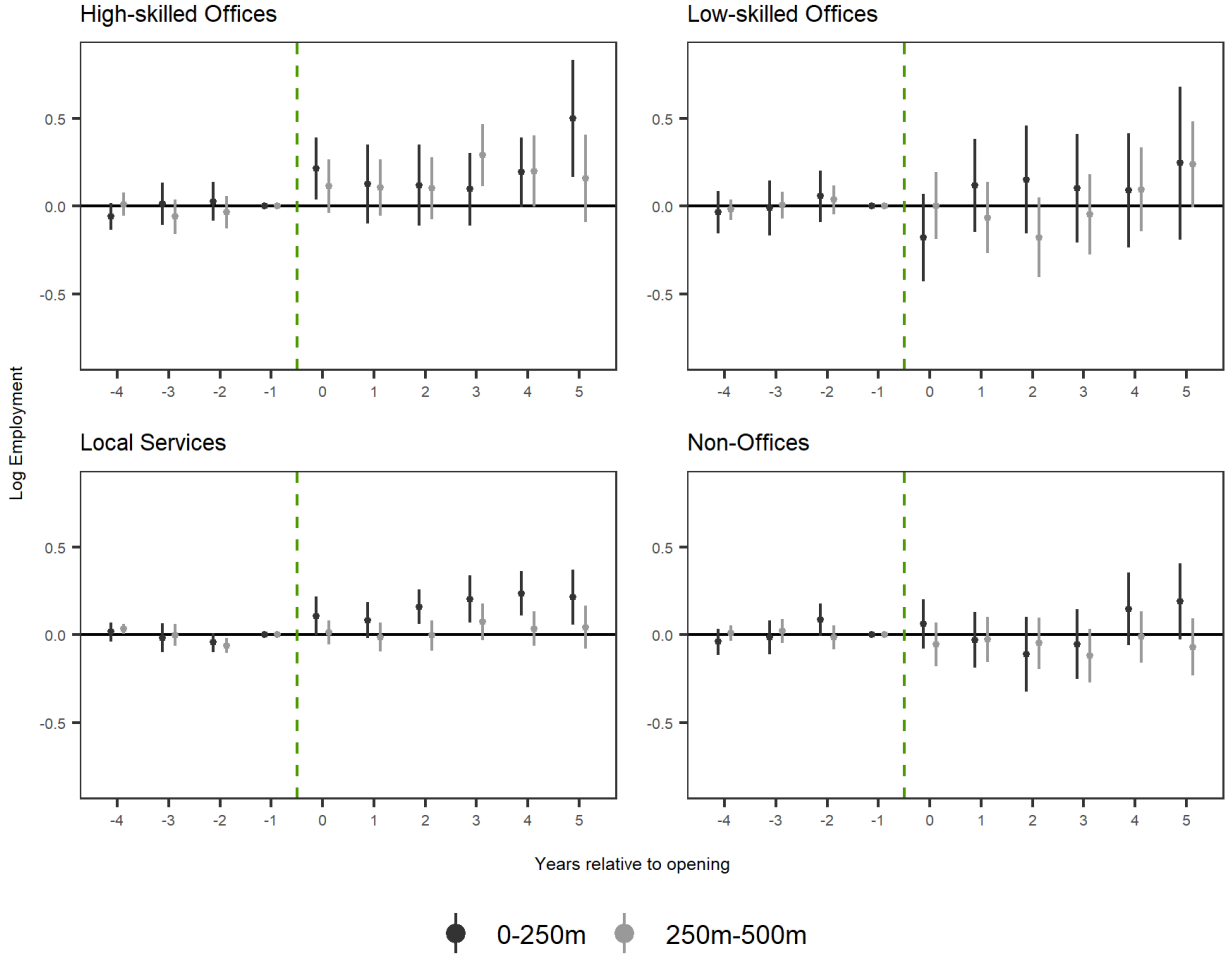 High-skilled Offices
Low-skilled Offices
0.5
0.0
-0.5
-4 -3 -2 -1 0 1 2 3 4 5
0.5
0.0
-0.5
-4 -3 -2 -1 0 1 2 3 4 5
Log Employment
Local Services
Non-Offices
0.5
0.0
-0.5
-4 -3 -2 -1 0 1 2 3 4 5
0.5
0.0
-0.5
-4 -3 -2 -1 0 1 2 3 4 5
Years relative to opening
0-250m 250m-500m